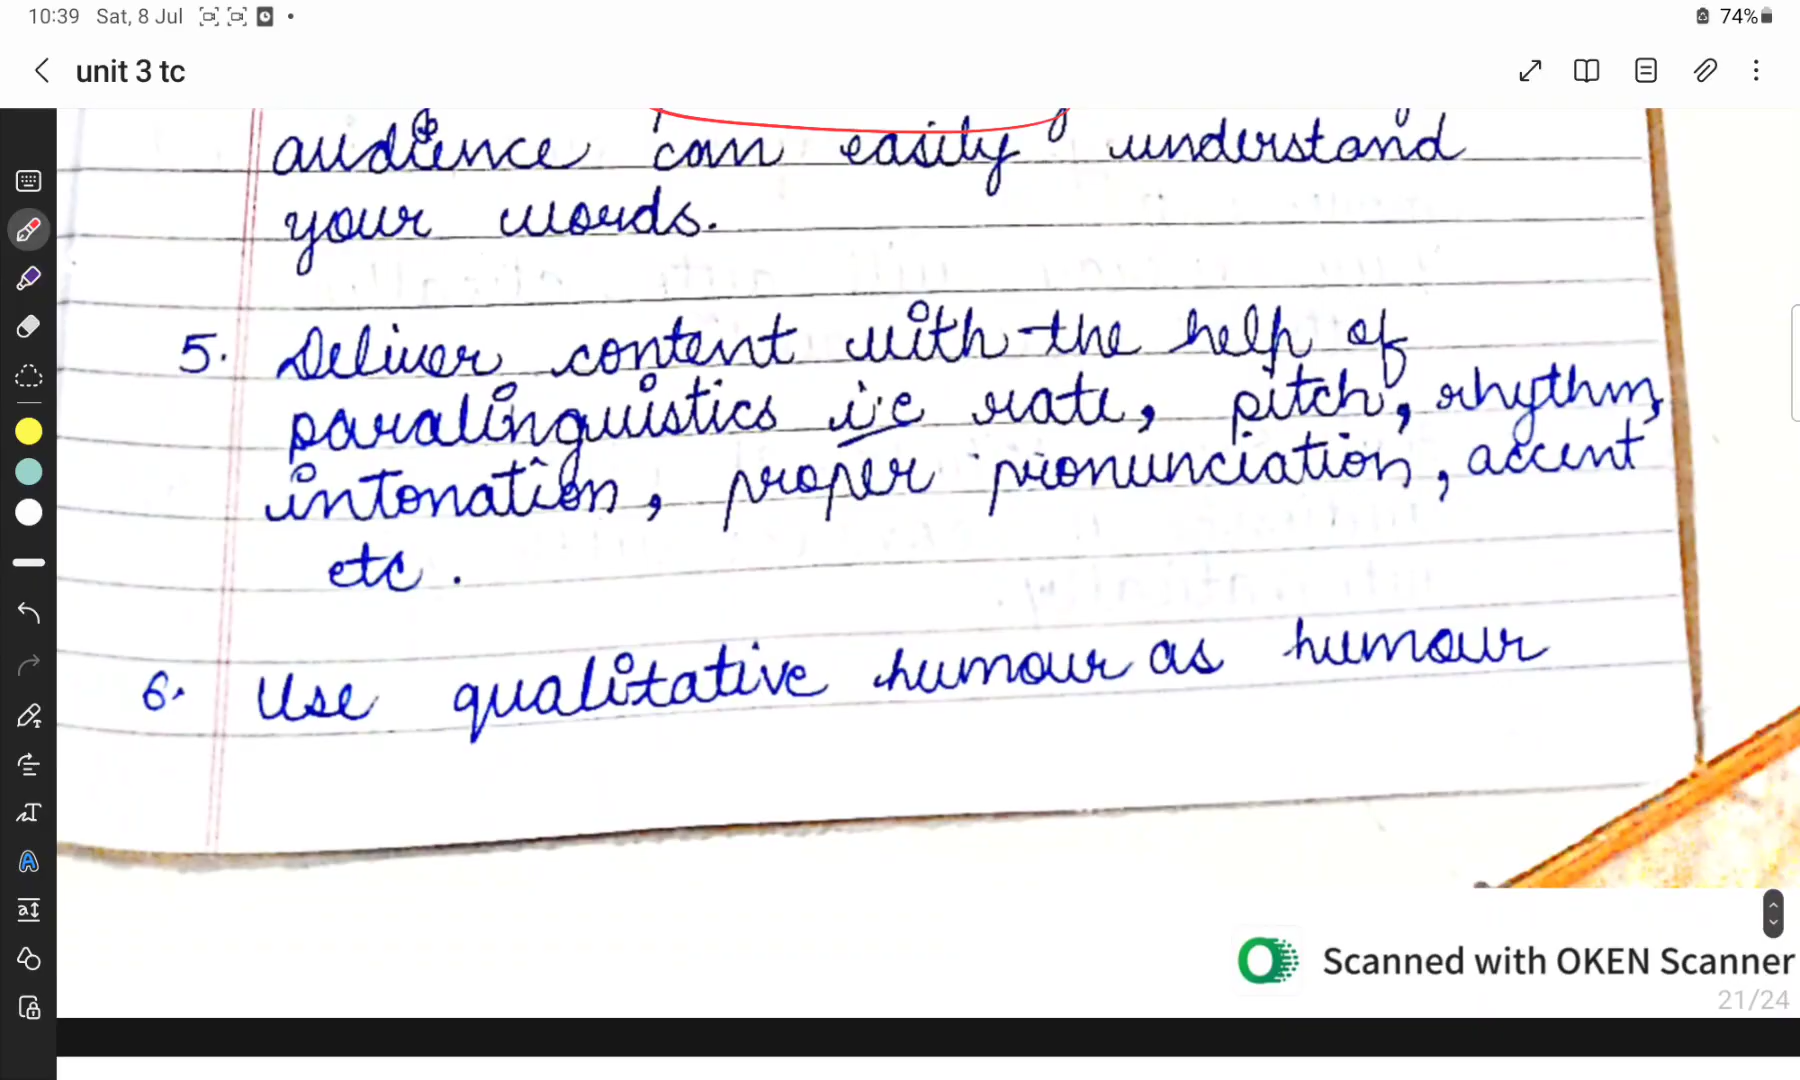 10:39 Sat, 8 Jul 74%
unit 3 tc
audience can easily understand
your words.
5. Deliver content with the help of
paralinguistics i.e rate, pitch, rhythm,
intonation, proper pronunciation, accent
etc.
6. Use qualitative humour as humour
Scanned with OKEN Scanner
21/24